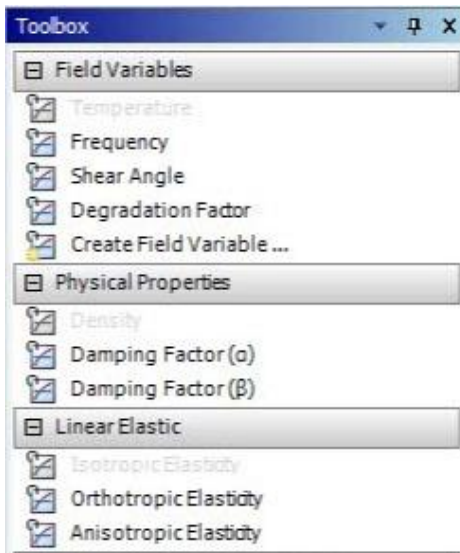 Toolbox
Field Variables
Temperature
Frequency
Shear Angle
Degradation Factor
Create Field Variable ...
Physical Properties
Density
Damping Factor (α)
Damping Factor (β)
Linear Elastic
Isotropic Elasticity
Orthotropic Elasticity
Anisotropic Elasticity